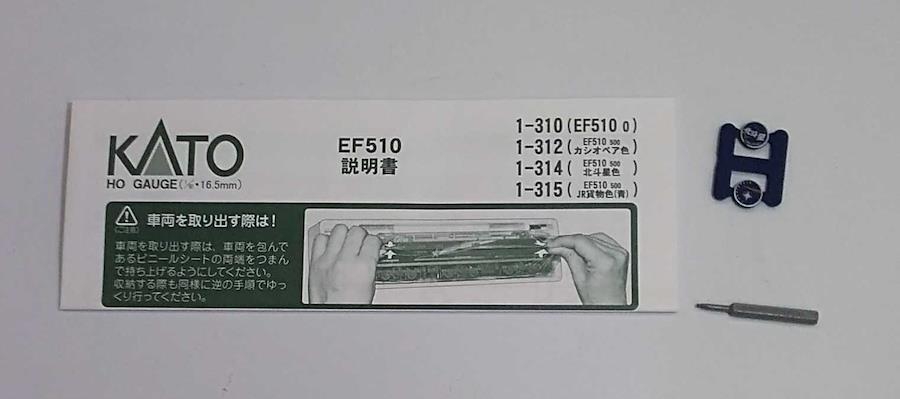 KATO
HO GAUGE(1/80・16.5mm)
EF510
説明書
1-310(EF510 0)
1-312(EF510 500 カシオペア色)
1-314(EF510 500 北斗星色)
1-315(EF510 500 JR貨物色(青))
(ご注意)
車両を取り出す際は!
車両を取り出す際は、車両を包んで
あるビニールシートの両端をつまん
で持ち上げるようにしてください。
収納する際も同様に逆の手順でゆっ
くり行ってください。
北斗星